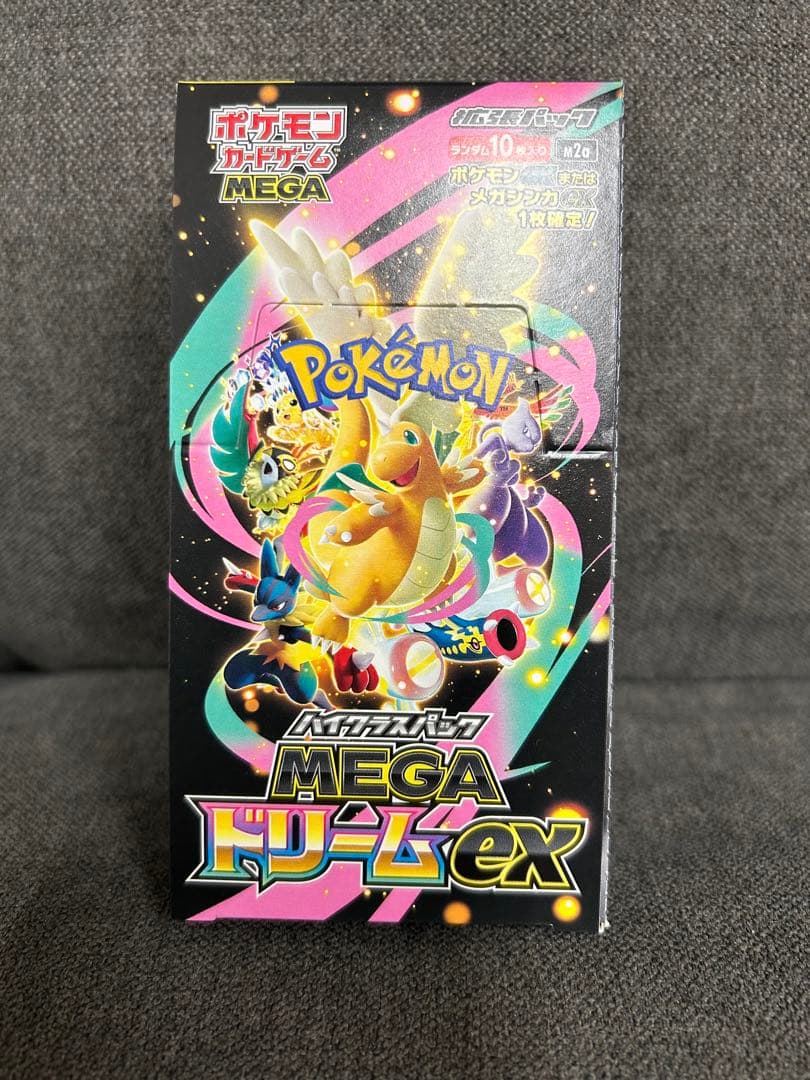 ポケモン
カードゲーム
MEGA
拡張パック
ランダム10枚入り
M2a
ポケモンexまたは
メガシンカex
1枚確定!
POKÉMON
TM
ハイクラスパック
MEGA
ドリームex